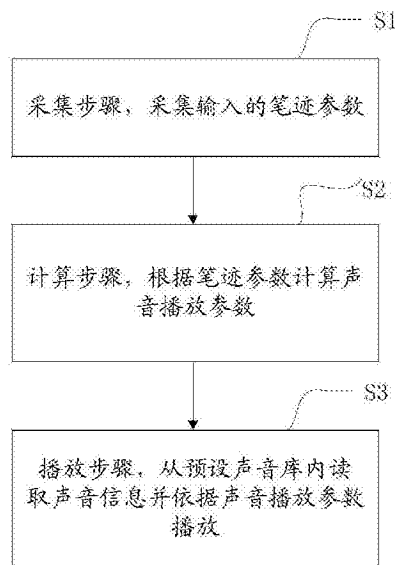 S1
采集步骤，采集输入的笔迹参数
S2
计算步骤，根据笔迹参数计算声
音播放参数
S3
播放步骤，从预设声音库内读
取声音信息并依据声音播放参数
播放